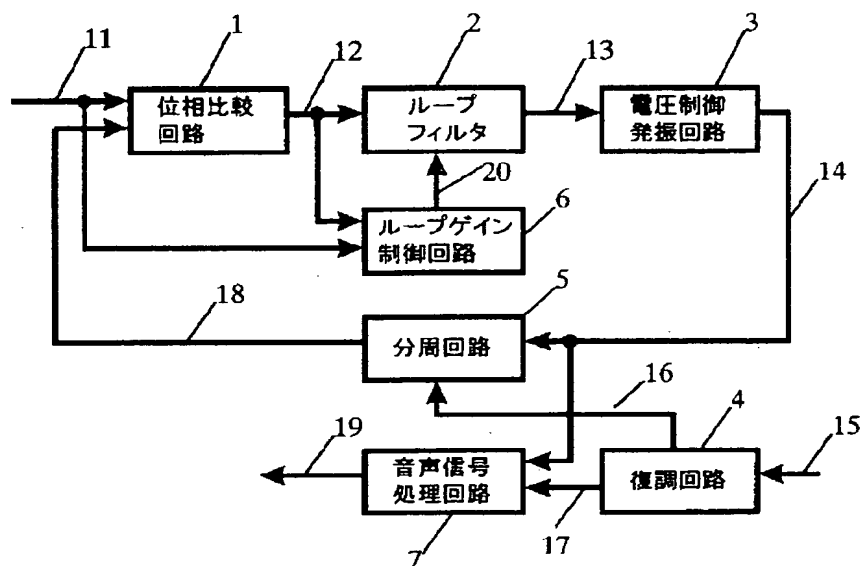 11
1
12
2
13
3
位相比較
回路
ループ
フィルタ
電圧制御
発振回路
20
6
14
ループゲイン
制御回路
18
5
分周回路
16
4
15
19
音声信号
処理回路
復調回路
7
17